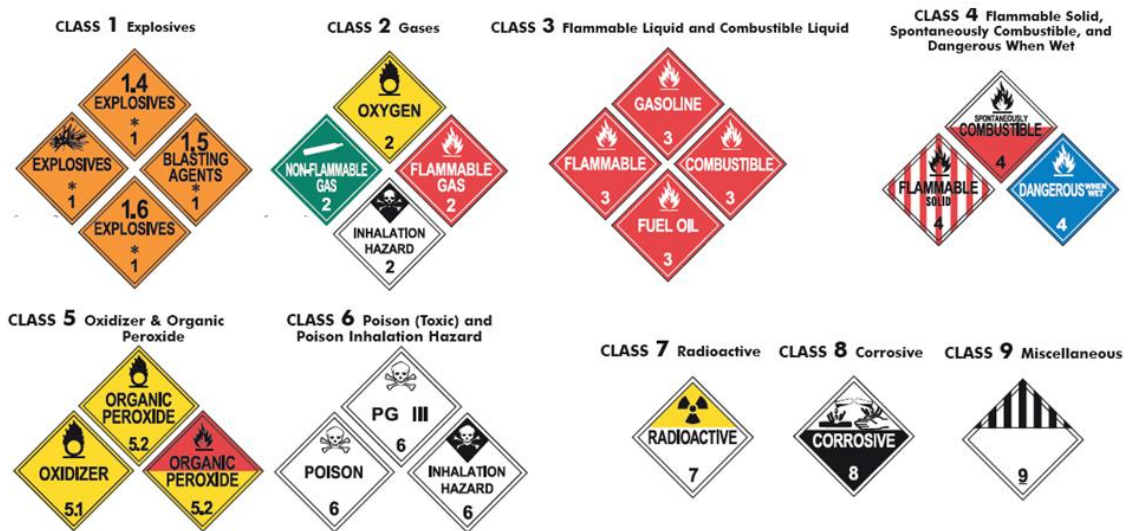 CLASS 1 Explosives
1.4
EXPLOSIVES
*
1
EXPLOSIVES
*
1
1.5
BLASTING
AGENTS
*
1
1.6
EXPLOSIVES
*
1
CLASS 2 Gases
OXYGEN
2
NON-FLAMMABLE
GAS
2
FLAMMABLE
GAS
2
INHALATION
HAZARD
2
CLASS 3 Flammable Liquid and Combustible Liquid
GASOLINE
3
FLAMMABLE
3
COMBUSTIBLE
3
FUEL OIL
3
CLASS 4 Flammable Solid,
Spontaneously Combustible, and
Dangerous When Wet
SPONTANEOUSLY
COMBUSTIBLE
4
FLAMMABLE
SOLID
4
DANGEROUS WHEN
WET
4
CLASS 5 Oxidizer & Organic
Peroxide
ORGANIC
PEROXIDE
5.2
OXIDIZER
5.1
ORGANIC
PEROXIDE
5.2
CLASS 6 Poison (Toxic) and
Poison Inhalation Hazard
PG III
6
POISON
6
INHALATION
HAZARD
6
CLASS 7 Radioactive
RADIOACTIVE
7
CLASS 8 Corrosive
CORROSIVE
8
CLASS 9 Miscellaneous
9